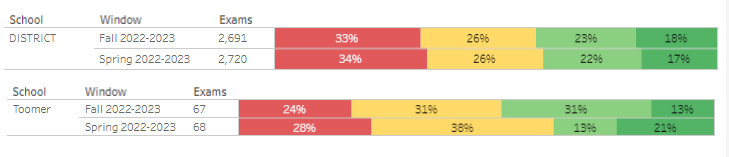 School Window Exams
DISTRICT Fall 2022-2023 2,691 33% 26% 23% 18%
Spring 2022-2023 2,720 34% 26% 22% 17%
School Window Exams
Toomer Fall 2022-2023 67 24% 31% 31% 13%
Spring 2022-2023 68 28% 38% 13% 21%